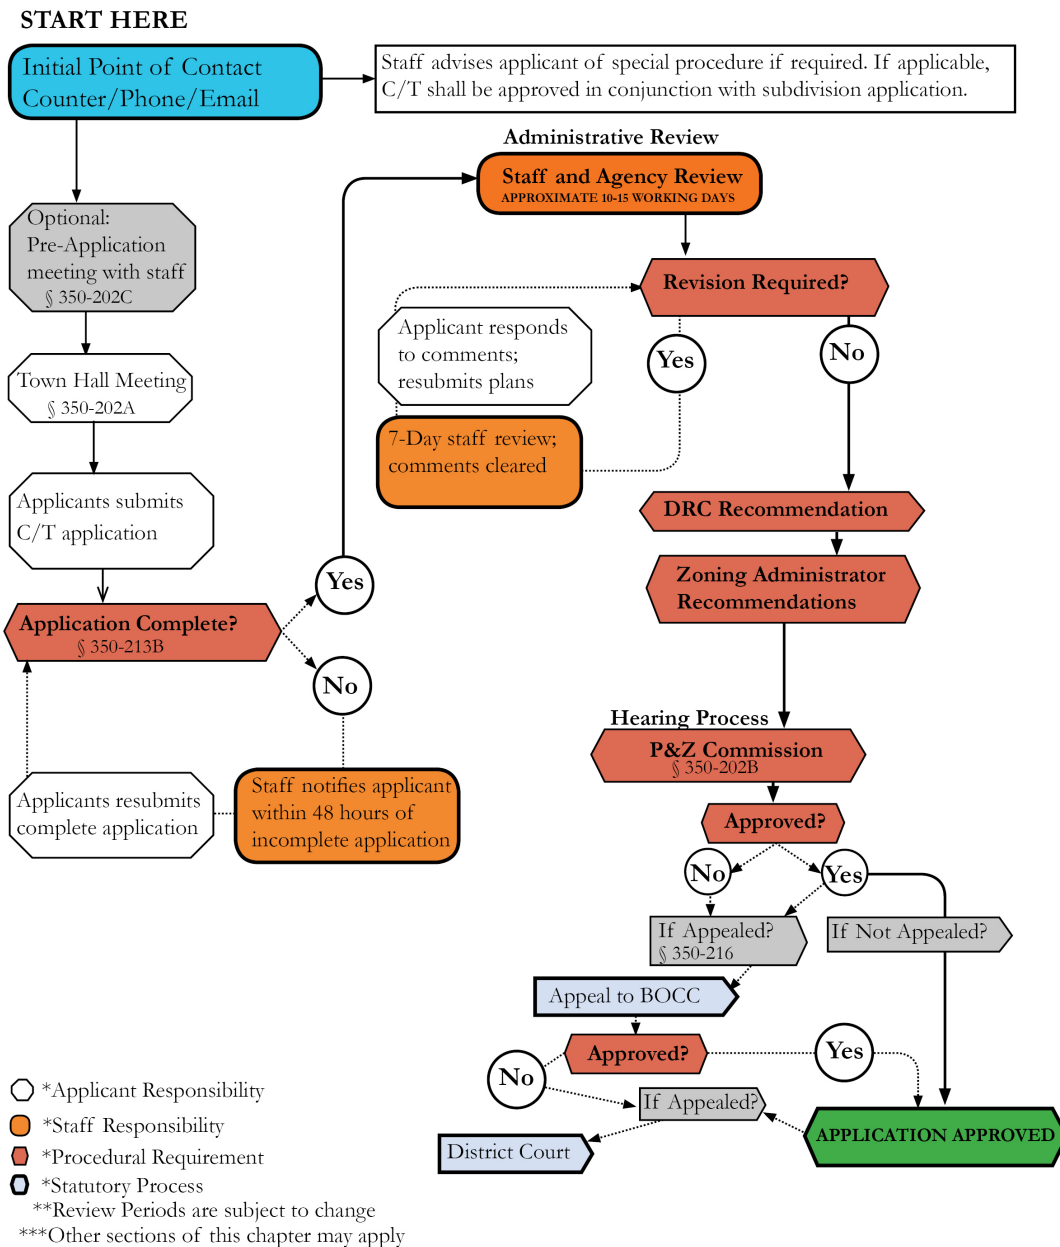 START HERE
Initial Point of Contact
Counter/Phone/Email
Staff advises applicant of special procedure if required. If applicable,
C/T shall be approved in conjunction with subdivision application.
Optional:
Pre-Application
meeting with staff
§ 350-202C
Town Hall Meeting
§ 350-202A
Applicants submits
C/T application
Application Complete?
§ 350-213B
Yes
No
Staff notifies applicant
within 48 hours of
incomplete application
Applicants resubmits
complete application
Administrative Review
Staff and Agency Review
APPROXIMATE 10-15 WORKING DAYS
Revision Required?
Yes
No
Applicant responds
to comments;
resubmits plans
7-Day staff review;
comments cleared
DRC Recommendation
Zoning Administrator
Recommendations
Hearing Process
P&Z Commission
§ 350-202B
Approved?
No
Yes
If Appealed?
§ 350-216
If Not Appealed?
Appeal to BOCC
Approved?
No
Yes
If Appealed?
District Court
APPLICATION APPROVED
*Applicant Responsibility
*Staff Responsibility
*Procedural Requirement
*Statutory Process
**Review Periods are subject to change
***Other sections of this chapter may apply